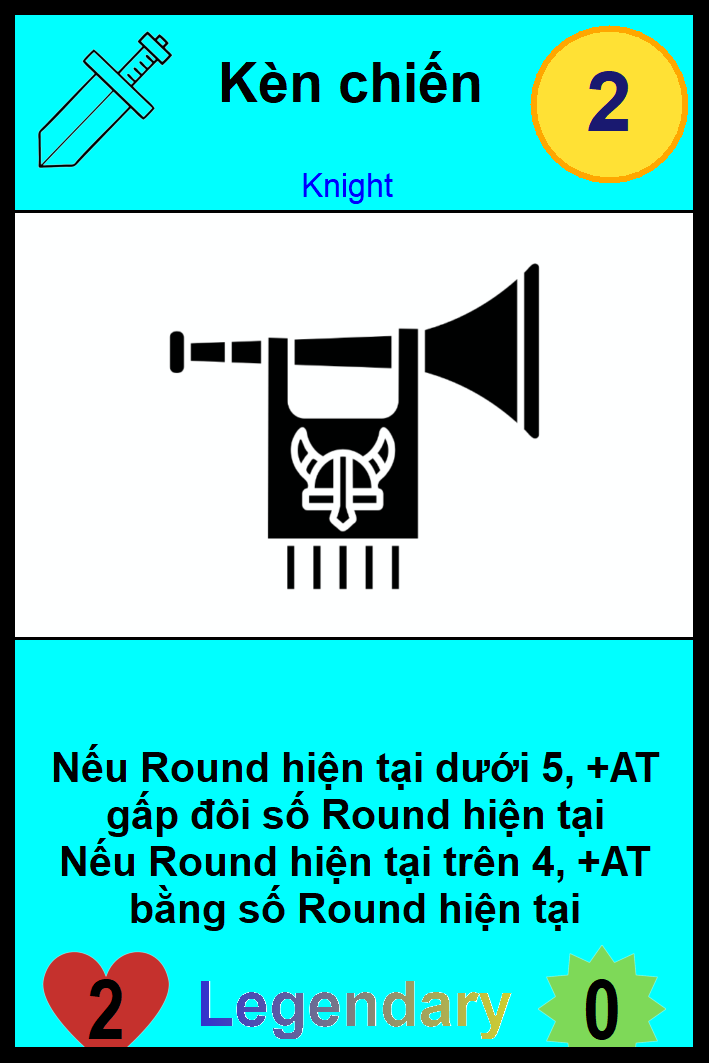 Kèn chiến
2
Knight
Nếu Round hiện tại dưới 5, +AT
gấp đôi số Round hiện tại
Nếu Round hiện tại trên 4, +AT
bằng số Round hiện tại
2
Legendary
0